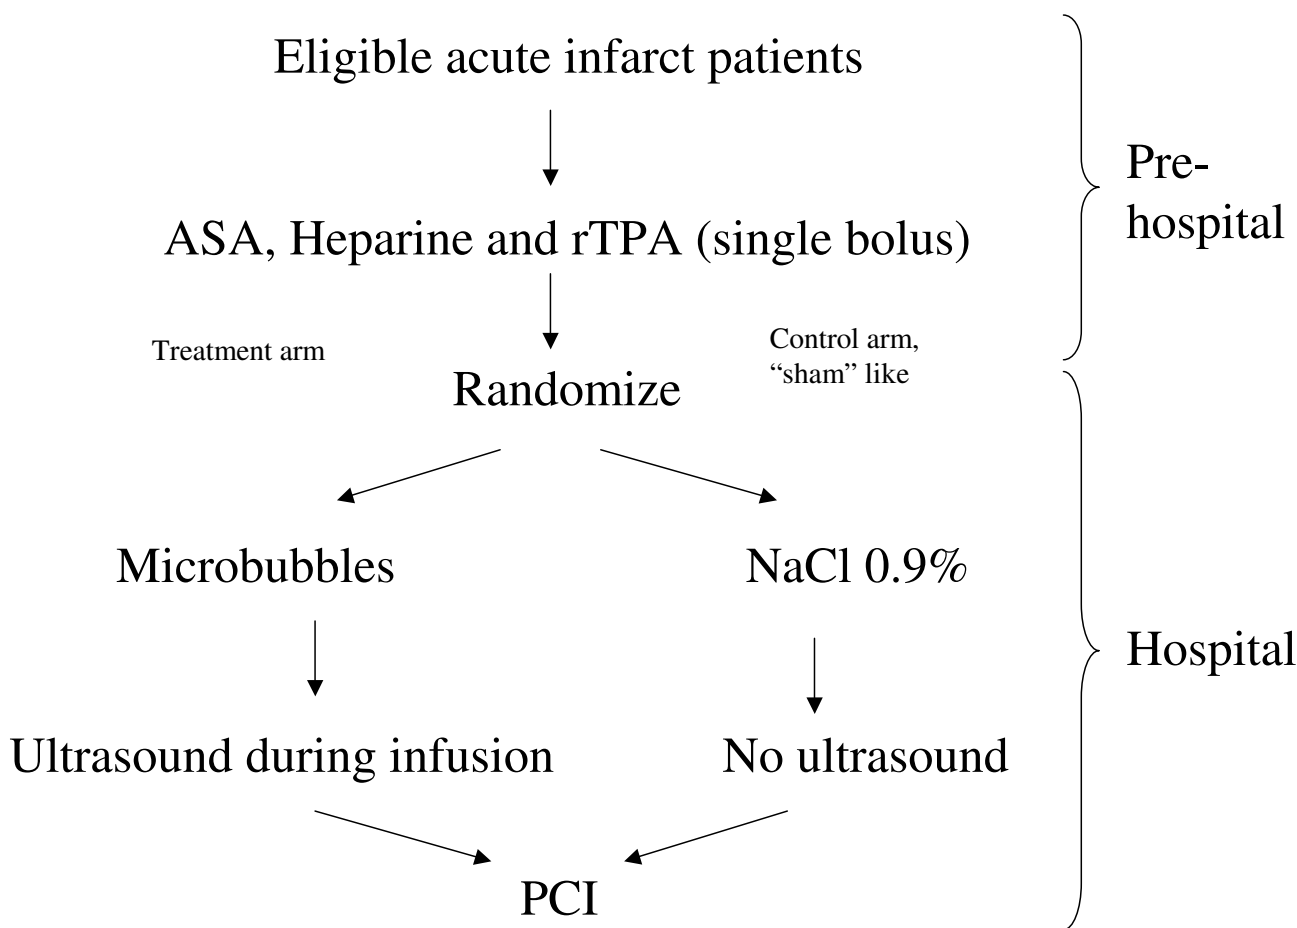 Eligible acute infarct patients
Pre-
hospital
ASA, Heparine and rTPA (single bolus)
Treatment arm
Control arm,
“sham” like
Randomize
Microbubbles
NaCl 0.9%
Hospital
Ultrasound during infusion
No ultrasound
PCI